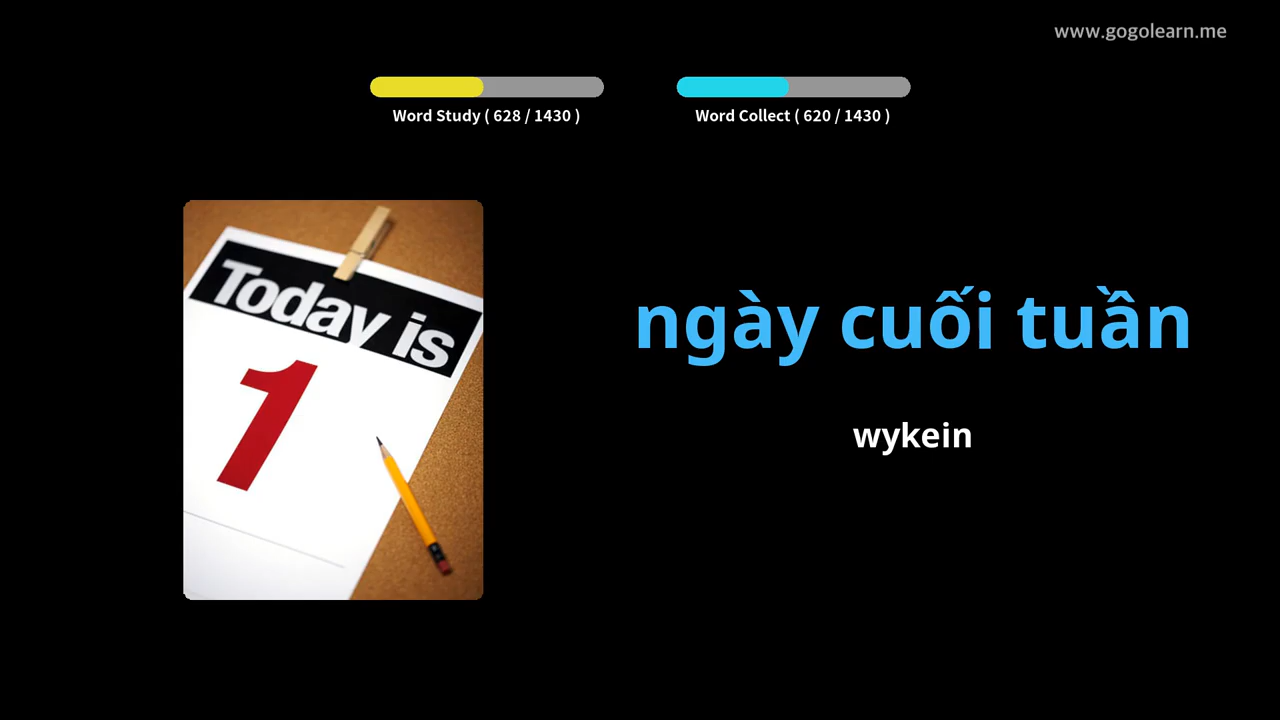 www.gogolearn.me
Word Study ( 628 / 1430 )
Word Collect ( 620 / 1430 )
Today is
1
ngày cuối tuần
wykein